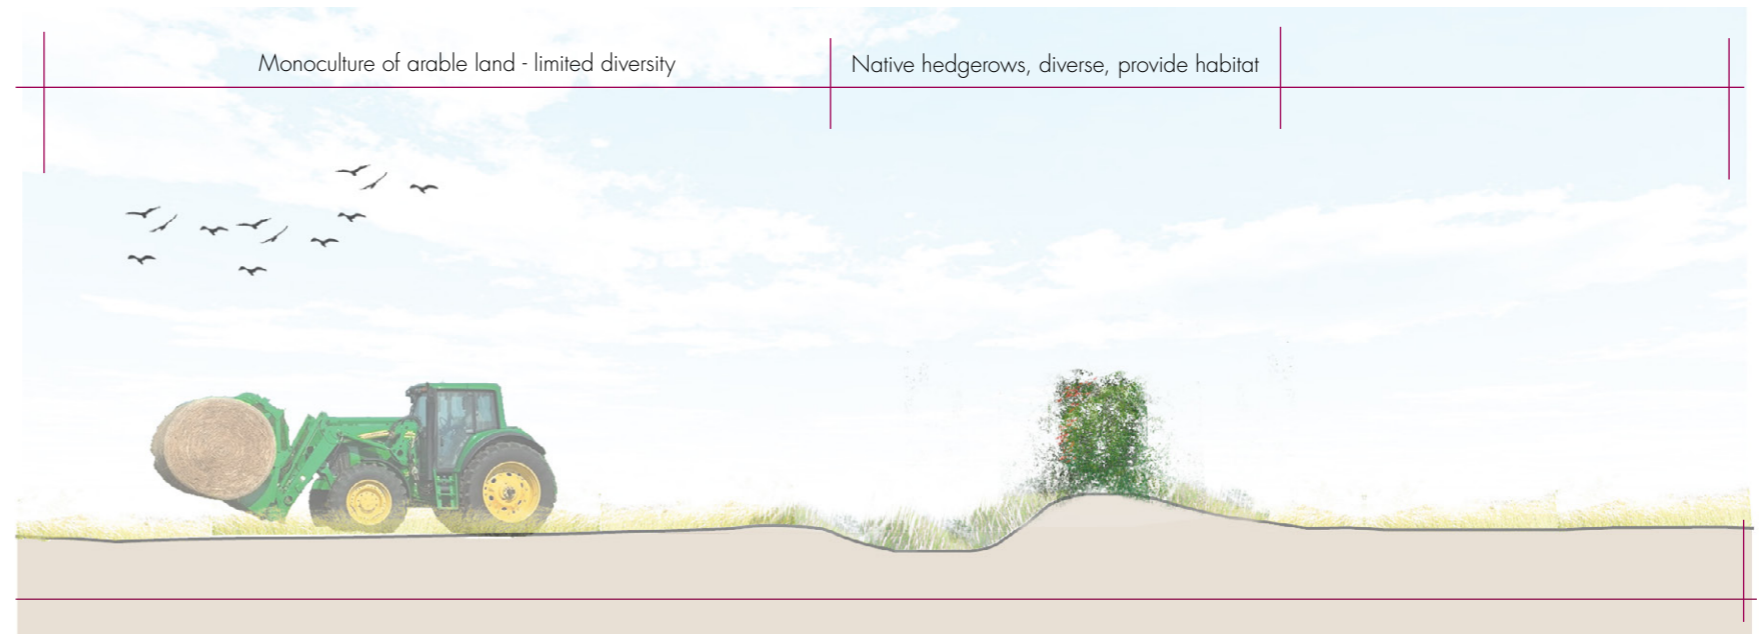 Monoculture of arable land - limited diversity
Native hedgerows, diverse, provide habitat